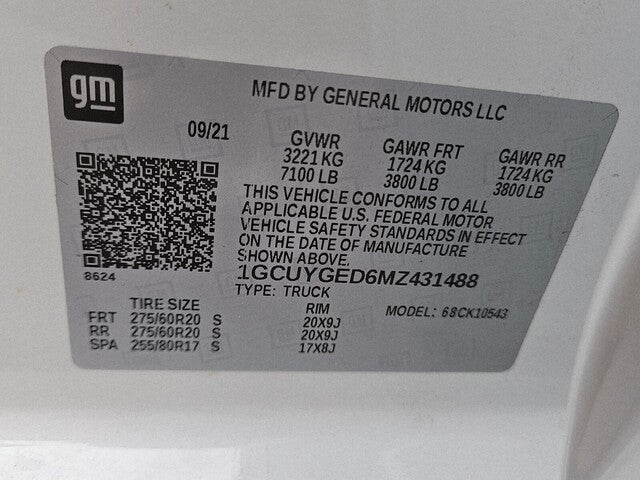 gm
MFD BY GENERAL MOTORS LLC
09/21 GVWR GAWR FRT GAWR RR
3221 KG 1724 KG 1724 KG
7100 LB 3800 LB 3800 LB
THIS VEHICLE CONFORMS TO ALL
APPLICABLE U.S. FEDERAL MOTOR
VEHICLE SAFETY STANDARDS IN EFFECT
ON THE DATE OF MANUFACTURE
SHOWN ABOVE.
8624
1GCUYGED6MZ431488
TYPE: TRUCK
TIRE SIZE RIM MODEL: 68CK10543
FRT 275/60R20 S 20X9J
RR 275/60R20 S 20X9J
SPA 255/80R17 S 17X8J